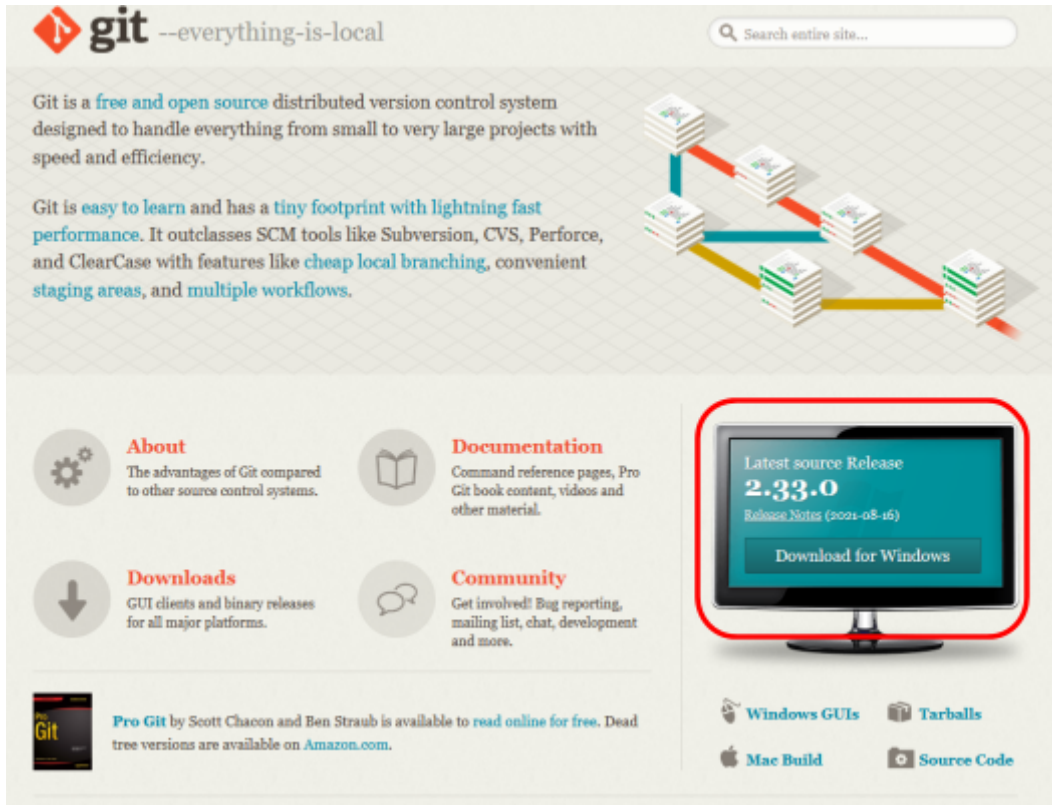 git --everything-is-local
Search entire site...
Git is a free and open source distributed version control system
designed to handle everything from small to very large projects with
speed and efficiency.
Git is easy to learn and has a tiny footprint with lightning fast
performance. It outclasses SCM tools like Subversion, CVS, Perforce,
and ClearCase with features like cheap local branching, convenient
staging areas, and multiple workflows.
About
The advantages of Git compared
to other source control systems.
Documentation
Command reference pages, Pro
Git book content, videos and
other material.
Downloads
GUI clients and binary releases
for all major platforms.
Community
Get involved! Bug reporting,
mailing list, chat, development
and more.
Latest source Release
2.33.0
Release Notes (2021-08-16)
Download for Windows
Pro
Git
Pro Git by Scott Chacon and Ben Straub is available to read online for free. Dead
tree versions are available on Amazon.com.
Windows GUIs
Tarballs
Mac Build
Source Code